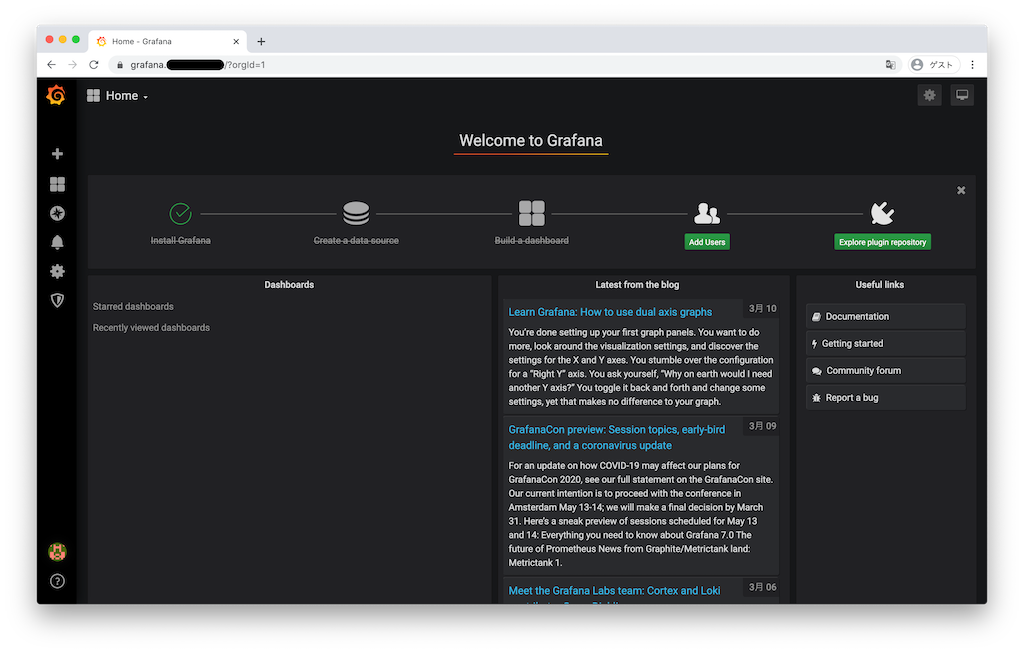 Home - Grafana
grafana.
/?orgId=1
ゲスト
Home
Welcome to Grafana
Install Grafana
Create a data source
Build a dashboard
Add Users
Explore plugin repository
Dashboards
Starred dashboards
Recently viewed dashboards
Latest from the blog
Learn Grafana: How to use dual axis graphs
3月 10
You're done setting up your first graph panels. You want to do
more, look around the visualization settings, and discover the
settings for the X and Y axes. You stumble over the configuration
for a “Right Y” axis. You ask yourself, “Why on earth would I need
another Y axis?” You toggle it back and forth and change some
settings, yet that makes no difference to your graph.
GrafanaCon preview: Session topics, early-bird
deadline, and a coronavirus update
3月 09
For an update on how COVID-19 may affect our plans for
GrafanaCon 2020, see our full statement on the GrafanaCon site.
Our current intention is to proceed with the conference in
Amsterdam May 13-14; we will make a final decision by March
31. Here's a sneak preview of sessions scheduled for May 13
and 14: Everything you need to know about Grafana 7.0 The
future of Prometheus News from Graphite/Metrictank land:
Metrictank 1.
Meet the Grafana Labs team: Cortex and Loki
3月 06
Useful links
Documentation
Getting started
Community forum
Report a bug